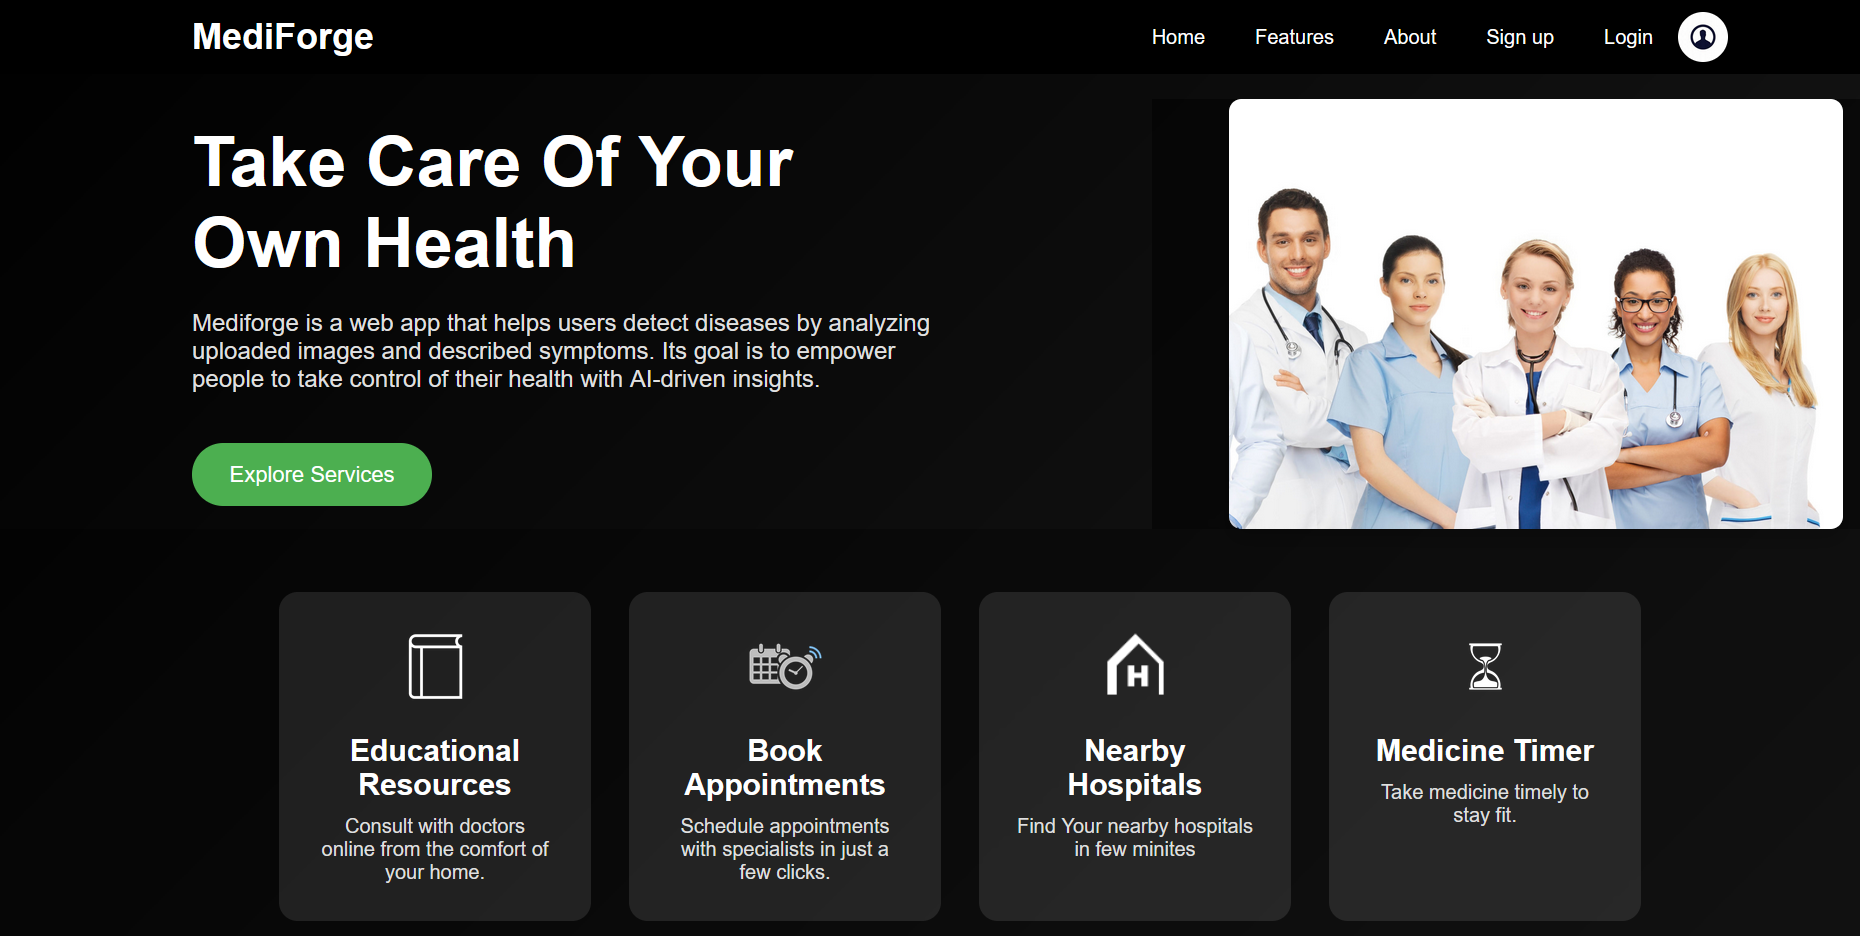 MediForge
Home
Features
About
Sign up
Login
Take Care Of Your
Own Health
Mediforge is a web app that helps users detect diseases by analyzing
uploaded images and described symptoms. Its goal is to empower
people to take control of their health with AI-driven insights.
Explore Services
Educational
Resources
Consult with doctors
online from the comfort of
your home.
Book
Appointments
Schedule appointments
with specialists in just a
few clicks.
H
Nearby
Hospitals
Find Your nearby hospitals
in few minites
Medicine Timer
Take medicine timely to
stay fit.